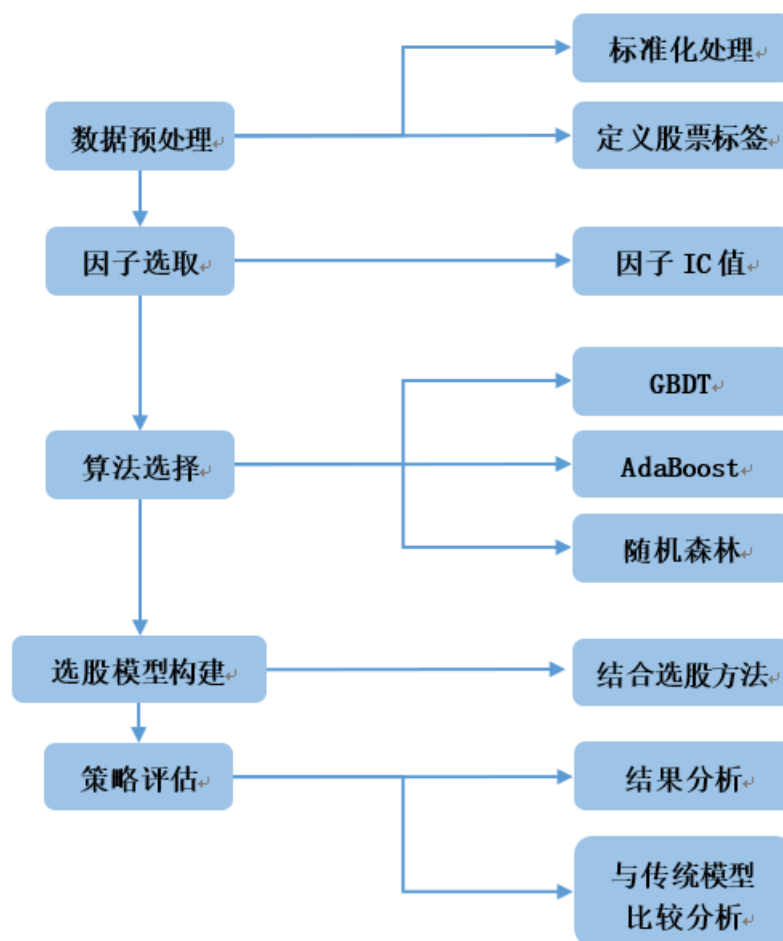 标准化处理
数据预处理
定义股票标签
因子选取
因子 IC 值
GBDT
算法选择
AdaBoost
随机森林
选股模型构建
结合选股方法
策略评估
结果分析
与传统模型
比较分析